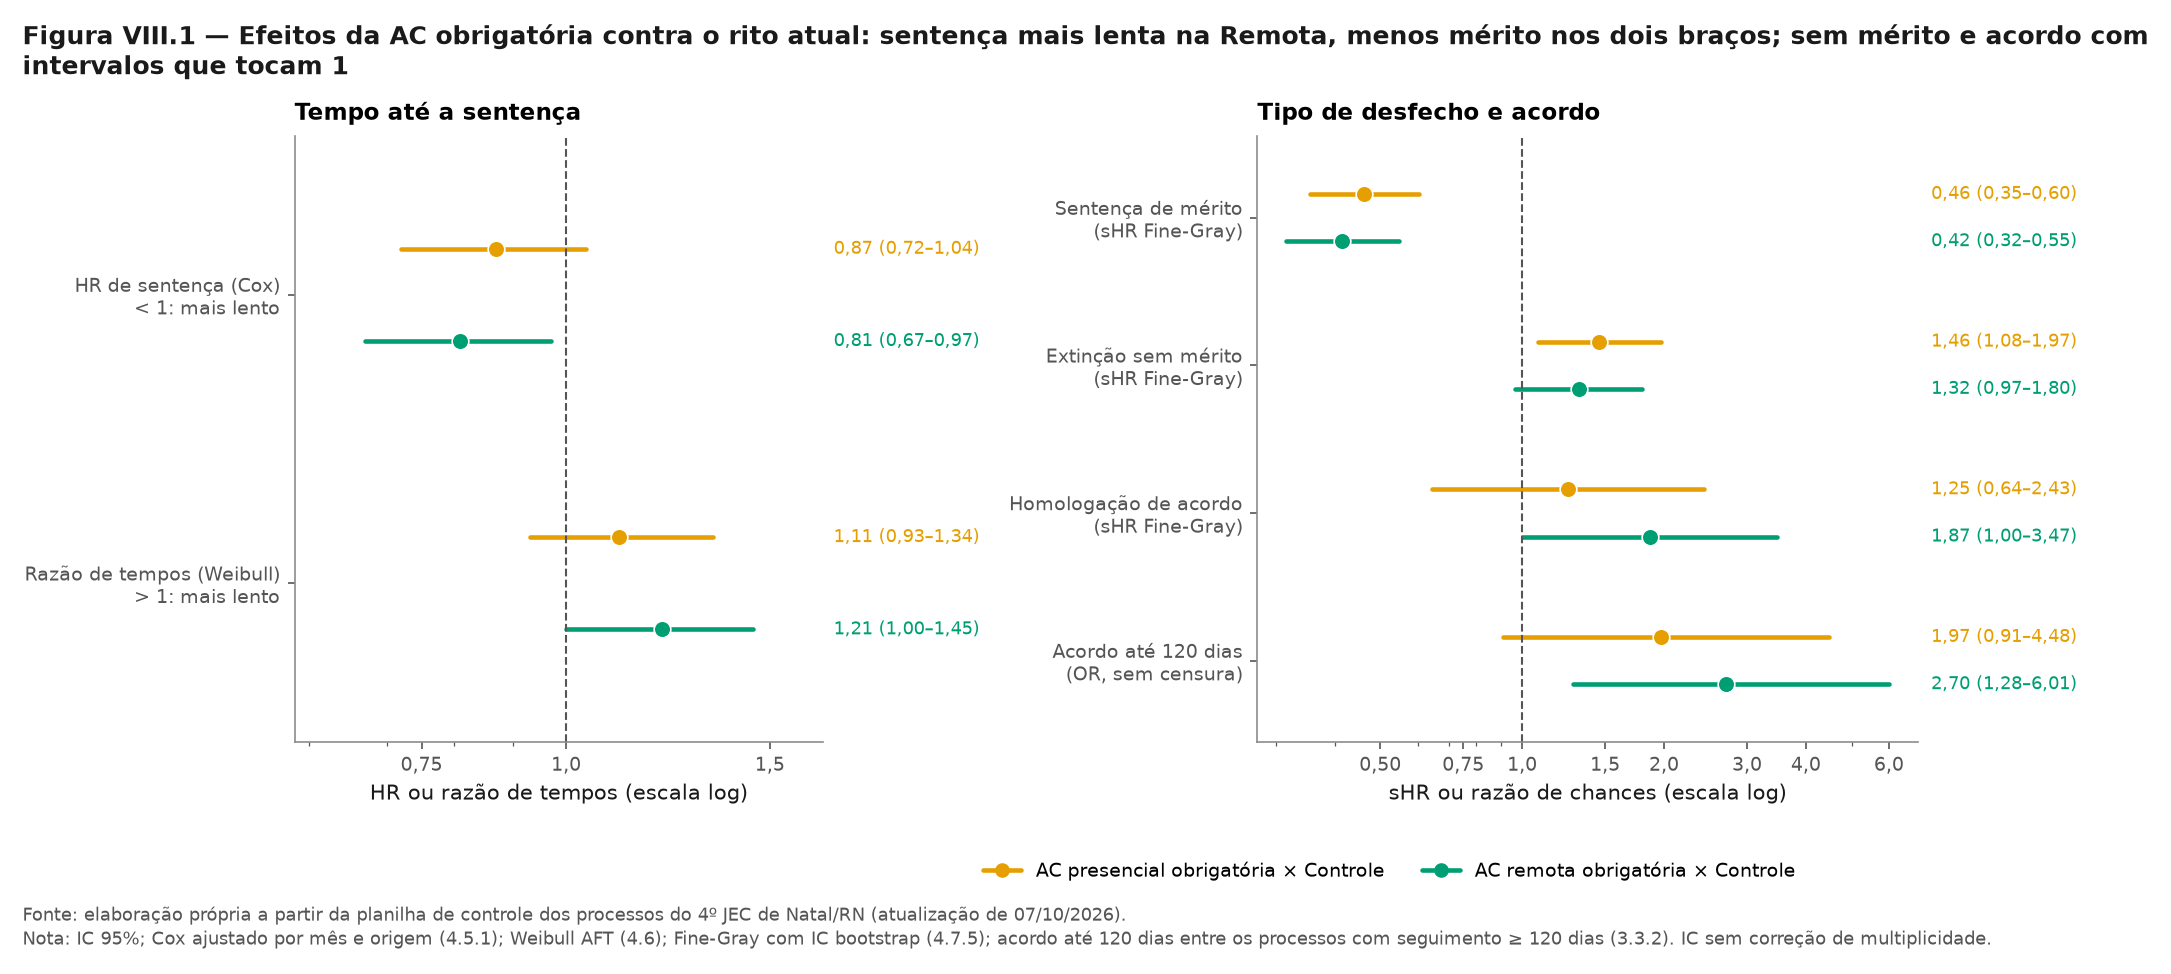 Figura VIII.1 — Efeitos da AC obrigatória contra o rito atual: sentença mais lenta na Remota, menos mérito nos dois braços; sem mérito e acordo com
intervalos que tocam 1
Tempo até a sentença
HR de sentença (Cox)
< 1: mais lento
0,87 (0,72–1,04)
0,81 (0,67–0,97)
Razão de tempos (Weibull)
> 1: mais lento
1,11 (0,93–1,34)
1,21 (1,00–1,45)
0,75
1,0
1,5
HR ou razão de tempos (escala log)
Tipo de desfecho e acordo
Sentença de mérito
(sHR Fine-Gray)
0,46 (0,35–0,60)
0,42 (0,32–0,55)
Extinção sem mérito
(sHR Fine-Gray)
1,46 (1,08–1,97)
1,32 (0,97–1,80)
Homologação de acordo
(sHR Fine-Gray)
1,25 (0,64–2,43)
1,87 (1,00–3,47)
Acordo até 120 dias
(OR, sem censura)
1,97 (0,91–4,48)
2,70 (1,28–6,01)
0,50
0,75
1,0
1,5
2,0
3,0
4,0
6,0
sHR ou razão de chances (escala log)
AC presencial obrigatória × Controle
AC remota obrigatória × Controle
Fonte: elaboração própria a partir da planilha de controle dos processos do 4º JEC de Natal/RN (atualização de 07/10/2026).
Nota: IC 95%; Cox ajustado por mês e origem (4.5.1); Weibull AFT (4.6); Fine-Gray com IC bootstrap (4.7.5); acordo até 120 dias entre os processos com seguimento ≥ 120 dias (3.3.2). IC sem correção de multiplicidade.